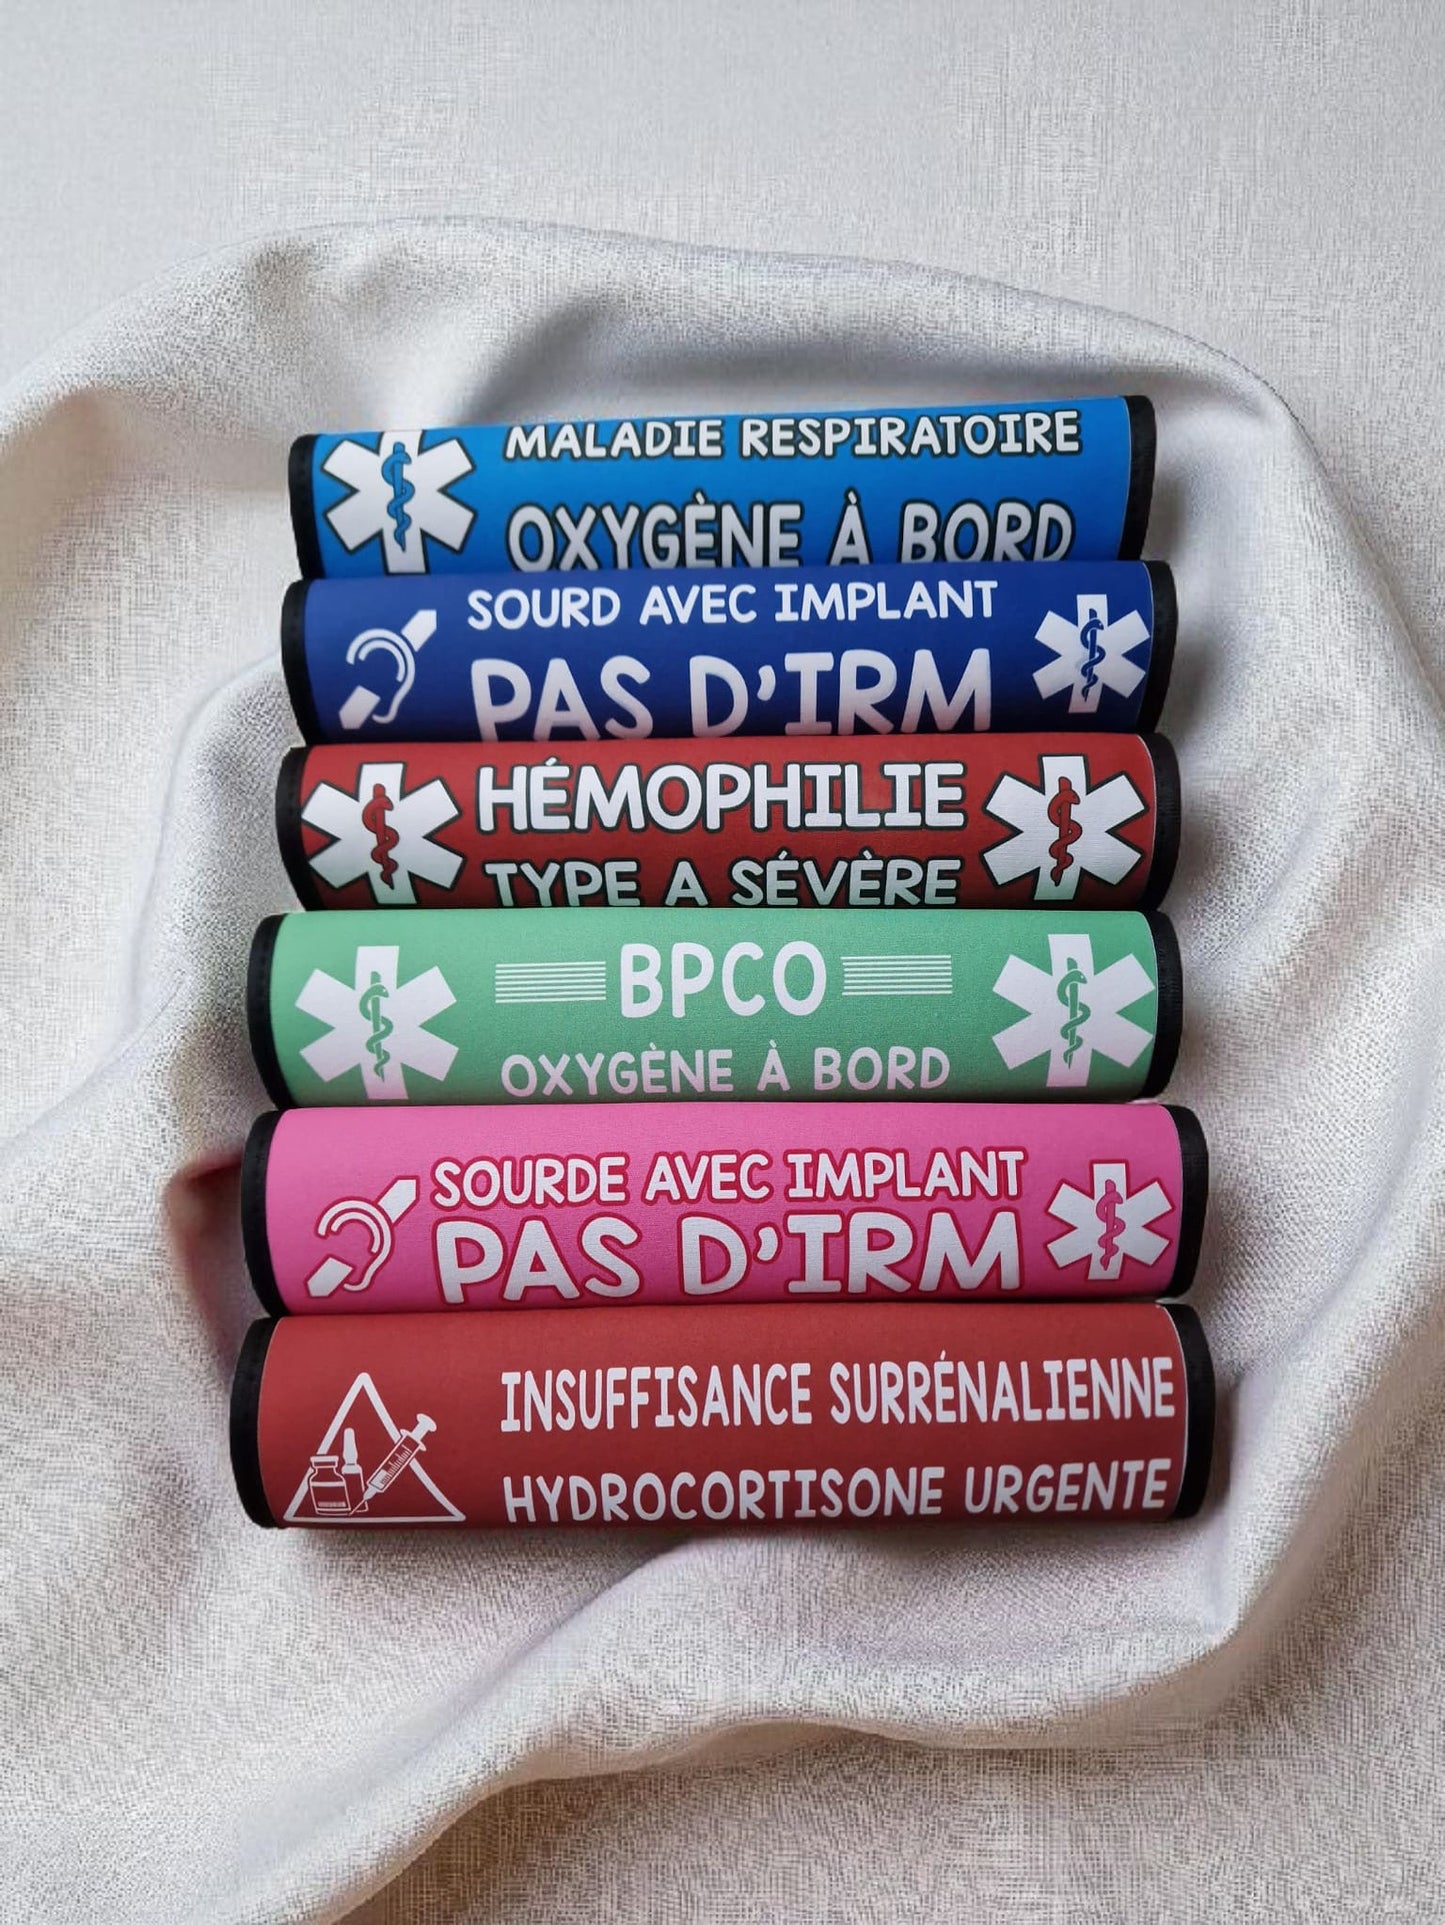 MALADIE RESPIRATOIRE
OXYGÈNE À BORD
SOURD AVEC IMPLANT
PAS D'IRM
HÉMOPHILIE
TYPE A SÉVÈRE
BPCO
OXYGÈNE À BORD
SOURDE AVEC IMPLANT
PAS D'IRM
INSUFFISANCE SURRÉNALIENNE
HYDROCORTISONE URGENTE